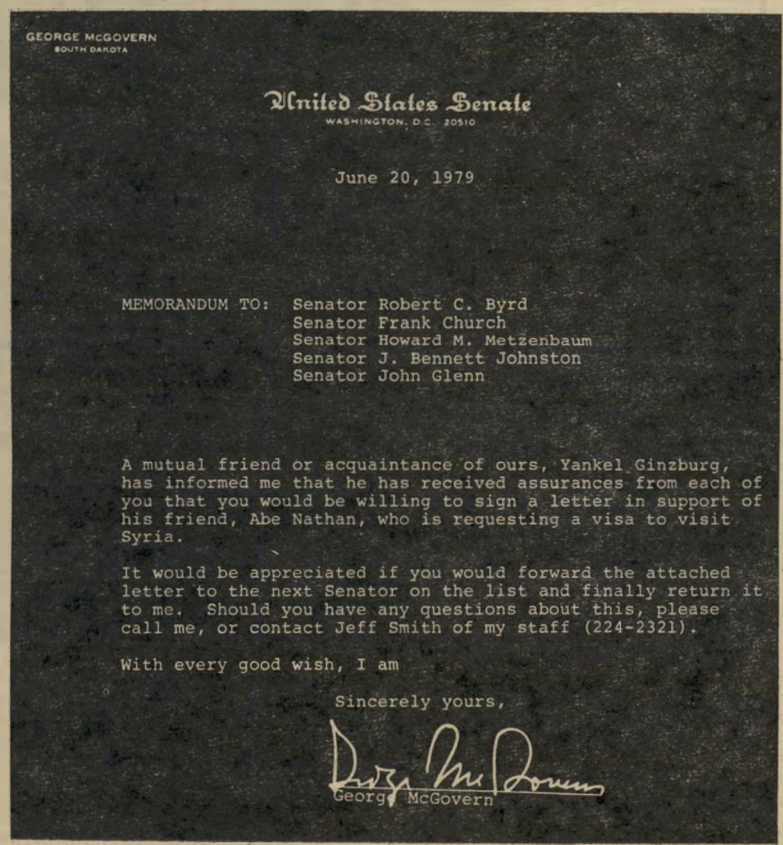 GEORGE McGOVERN
SOUTH DAKOTA
United States Senate
WASHINGTON, D.C. 20510
June 20, 1979
MEMORANDUM TO: Senator Robert C. Byrd
Senator Frank Church
Senator Howard M. Metzenbaum
Senator J. Bennett Johnston
Senator John Glenn
A mutual friend or acquaintance of ours, Yankel Ginzburg,
has informed me that he has received assurances from each of
you that you would be willing to sign a letter in support of
his friend, Abe Nathan, who is requesting a visa to visit
Syria.
It would be appreciated if you would forward the attached
letter to the next Senator on the list and finally return it
to me. Should you have any questions about this, please
call me, or contact Jeff Smith of my staff (224-2321).
With every good wish, I am
Sincerely yours,
George McGovern
George McGovern